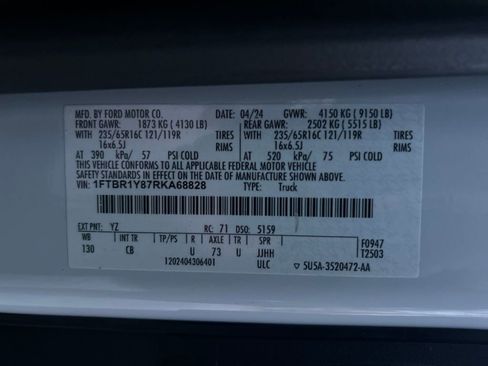 MFD. BY FORD MOTOR CO. 04/24 GVWR: 4150 KG ( 9150 LB)
FRONT GAWR: 1873 KG ( 4130 LB) REAR GAWR: 2502 KG ( 5515 LB)
WITH 235/65R16C 121/119R TIRES WITH 235/65R16C 121/119R TIRES
16x6.5J RIMS 16x6.5J RIMS
AT 390 kPa/ 57 PSI COLD AT 520 kPa/ 75 PSI COLD
THIS VEHICLE CONFORMS TO ALL APPLICABLE FEDERAL MOTOR VEHICLE
SAFETY STANDARDS IN EFFECT ON THE DATE OF MANUFACTURE SHOWN ABOVE.
VIN: 1FTBR1Y87RKA68828 TYPE: Truck
EXT PNT: YZ RC: 71 DSO: 5159
WB INT TR TP/PS R AXLE TR SPR F0947
130 CB U 73 U JJHH T2503
1202404306401 ULC ▽ 5U5A-3520472-AA